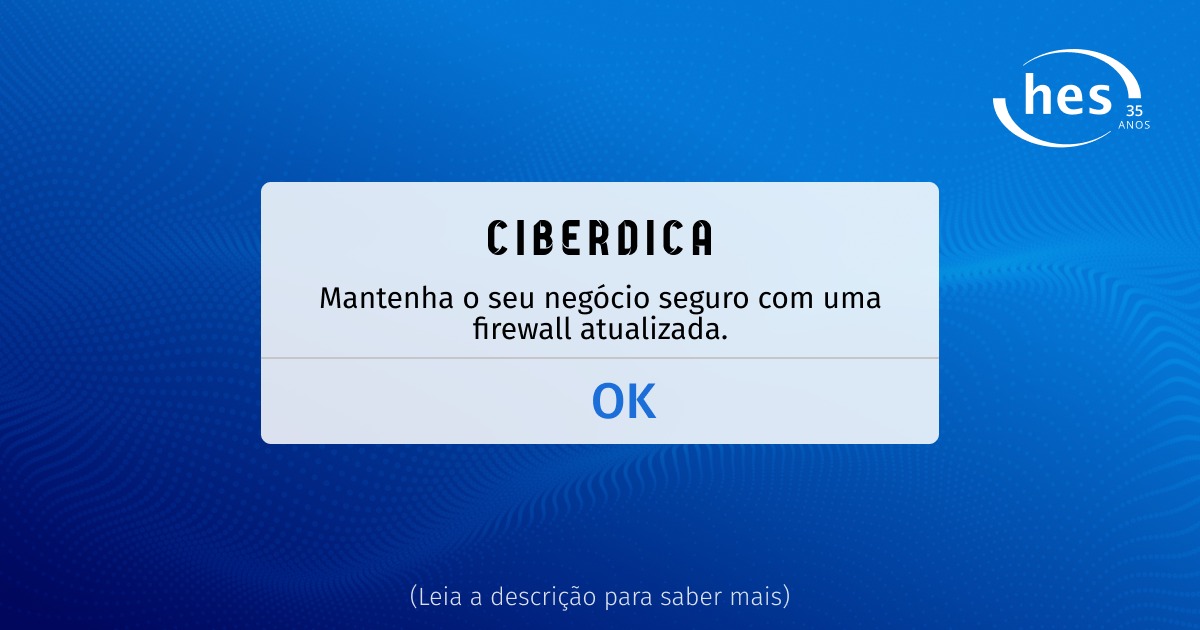 hes
35
ANOS
CIBERDICA
Mantenha o seu negócio seguro com uma
firewall atualizada.
OK
(Leia a descrição para saber mais)